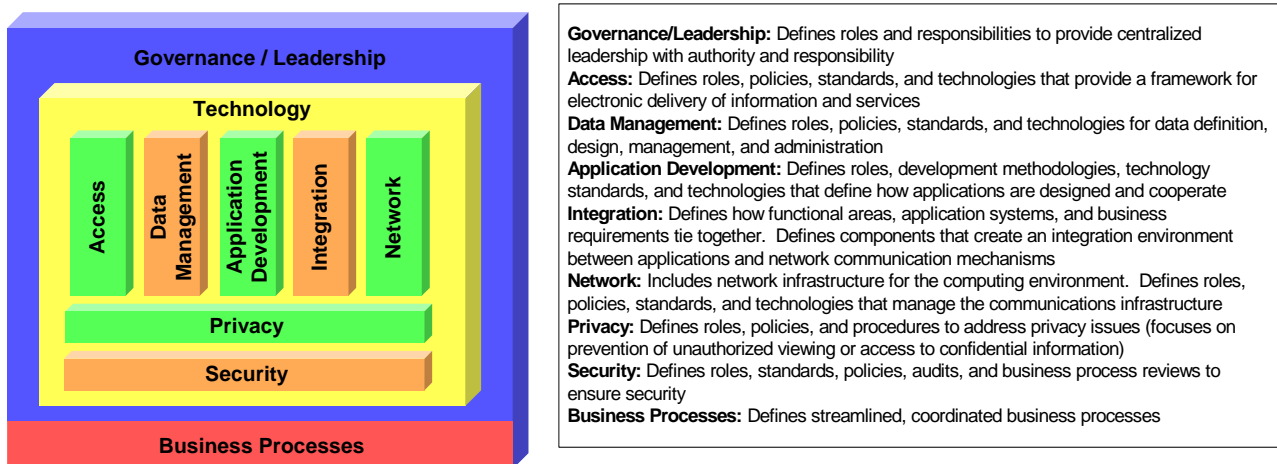 Governance / Leadership
Technology
Access
Data
Management
Application
Development
Integration
Network
Privacy
Security
Business Processes
Governance/Leadership: Defines roles and responsibilities to provide centralized
leadership with authority and responsibility
Access: Defines roles, policies, standards, and technologies that provide a framework for
electronic delivery of information and services
Data Management: Defines roles, policies, standards, and technologies for data definition,
design, management, and administration
Application Development: Defines roles, development methodologies, technology
standards, and technologies that define how applications are designed and cooperate
Integration: Defines how functional areas, application systems, and business
requirements tie together.  Defines components that create an integration environment
between applications and network communication mechanisms
Network: Includes network infrastructure for the computing environment.  Defines roles,
policies, standards, and technologies that manage the communications infrastructure
Privacy: Defines roles, policies, and procedures to address privacy issues (focuses on
prevention of unauthorized viewing or access to confidential information)
Security: Defines roles, standards, policies, audits, and business process reviews to
ensure security
Business Processes: Defines streamlined, coordinated business processes